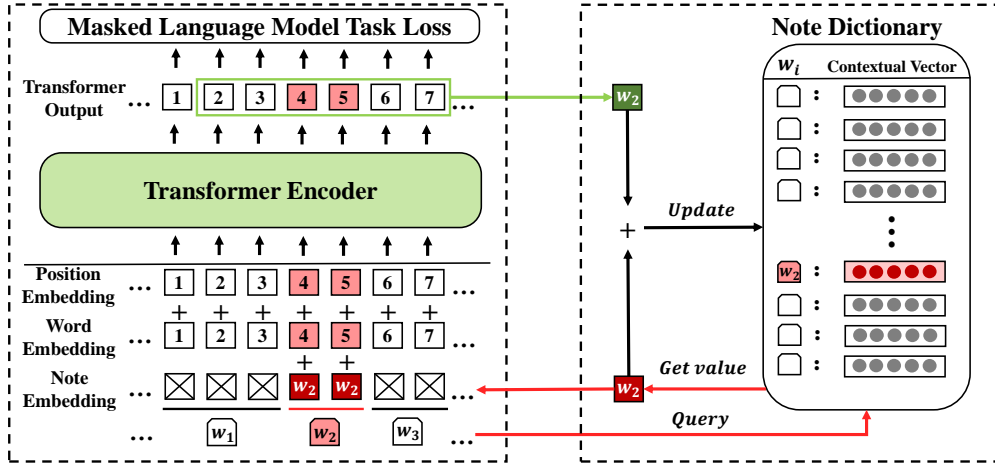 Masked Language Model Task Loss
Transformer Output ... 1 2 3 4 5 6 7 ...
Transformer Encoder
Position Embedding ... 1 2 3 4 5 6 7 ...
+ + + + + + +
Word Embedding ... 1 2 3 4 5 6 7 ...
+ +
Note Embedding w₂ w₂ ...
... w₁ w₂ w₃ ...
w₂
+
Update
w₂
Get value
Query
Note Dictionary
wᵢ Contextual Vector
:
:
:
:
w₂ :
:
:
: